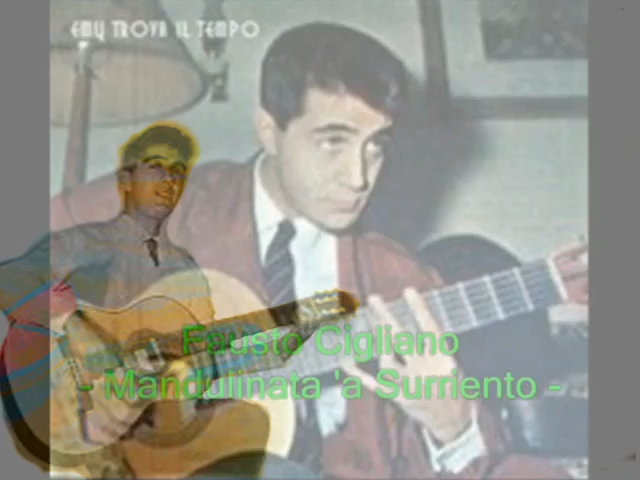 EMY TROVA IL TEMPO
Fausto Cigliano
- Mandulinata 'a Surriento -